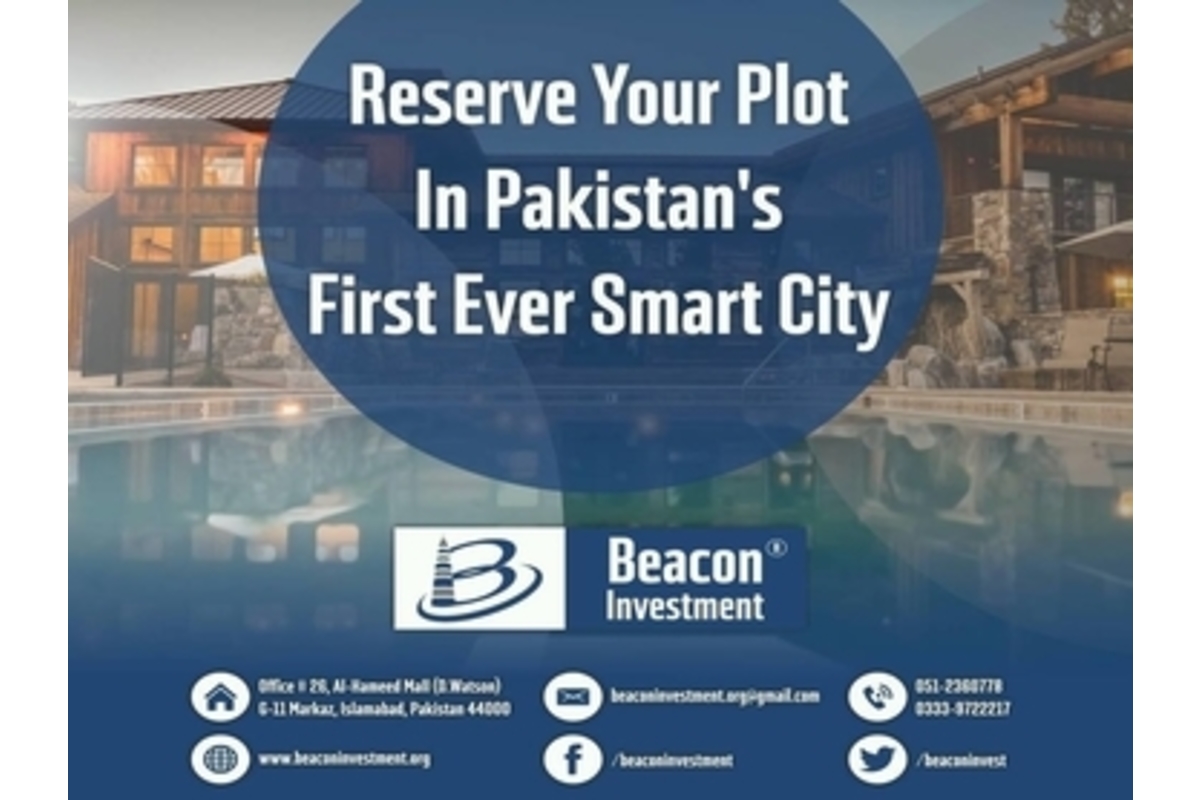 Reserve Your Plot
In Pakistan's
First Ever Smart City
B
Beacon®
Investment
Office # 26, Al-Hameed Mall (D.Watson)
G-11 Markaz, Islamabad, Pakistan 44000
beaconinvestment.org@gmail.com
051-2360778
0333-9722217
www.beaconinvestment.org
/beaconinvestment
/beaconinvest